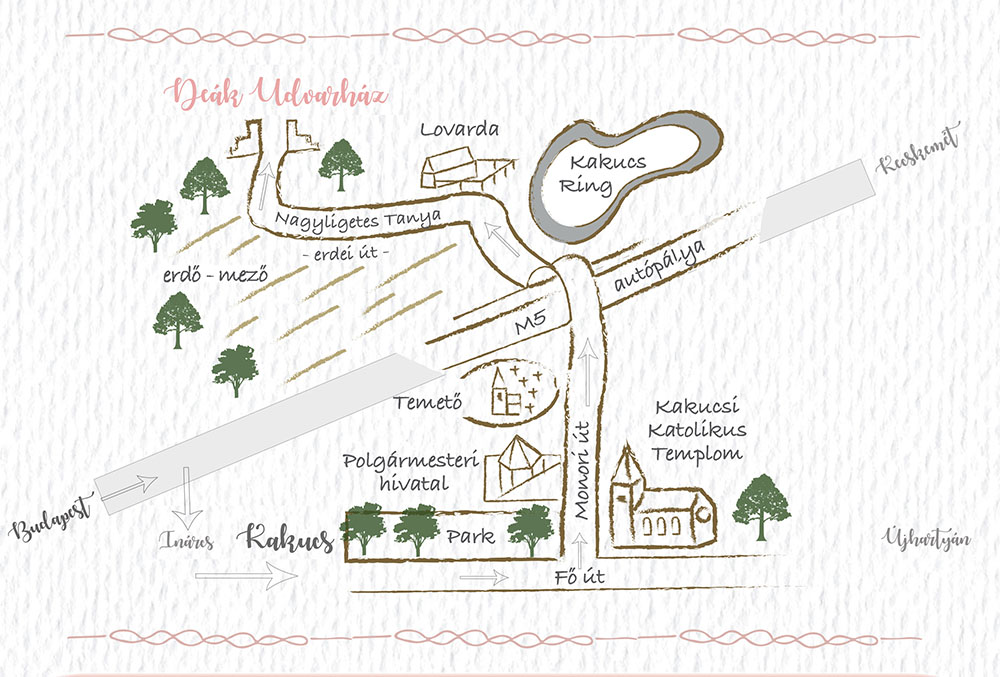 Deák Udvarház
Lovarda
Kakucs
Ring
Kecskemét
Nagyligetes Tanya
- erdei út -
erdő - mező
autópálya
M5
Temető
Kakucsi
Katolikus
Templom
Monori út
Polgármesteri
hivatal
Budapest
Inárcs
Kakucs
Park
Újhartyán
Fő út